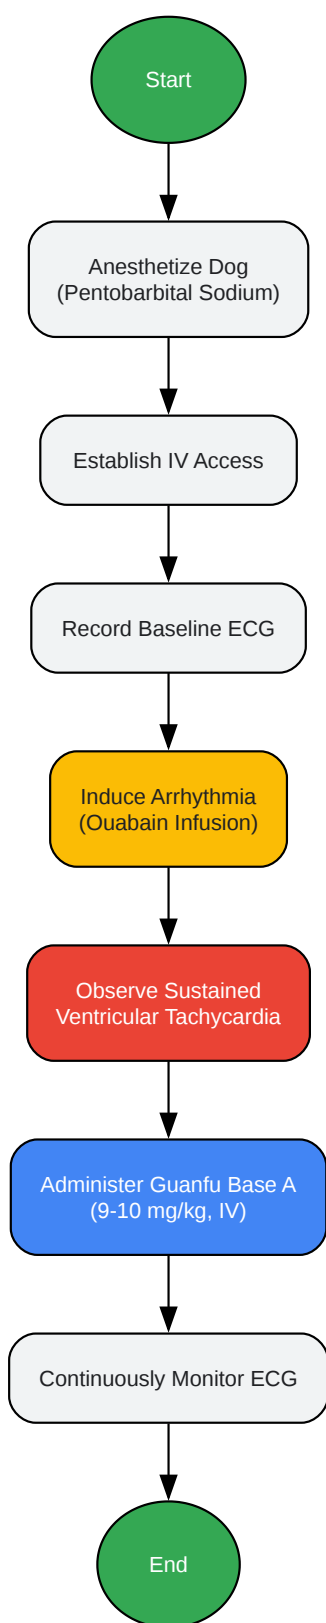 Start
Anesthetize Dog
(Pentobarbital Sodium)
Establish IV Access
Record Baseline ECG
Induce Arrhythmia
(Ouabain Infusion)
Observe Sustained
Ventricular Tachycardia
Administer Guanfu Base A
(9-10 mg/kg, IV)
Continuously Monitor ECG
End